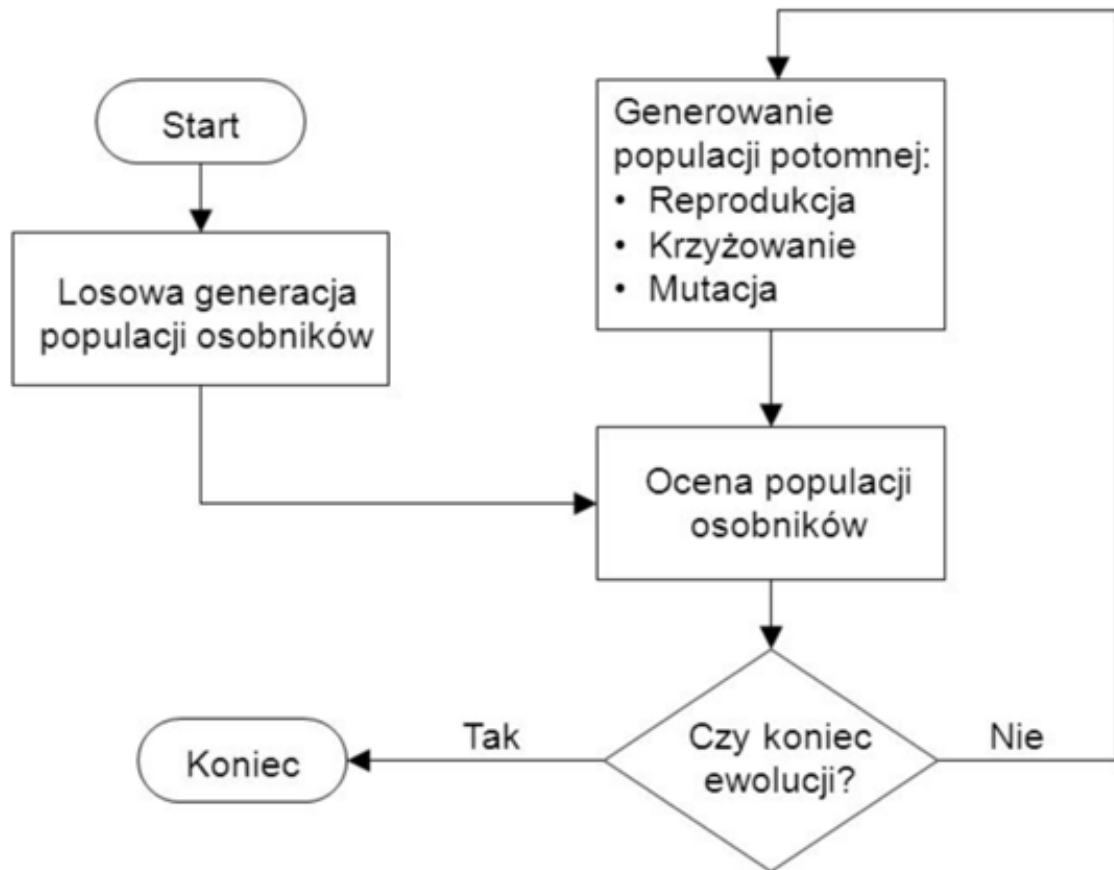 Start
Losowa generacja
populacji osobników
Generowanie
populacji potomnej:
• Reprodukcja
• Krzyżowanie
• Mutacja
Ocena populacji
osobników
Czy koniec
ewolucji?
Tak
Nie
Koniec